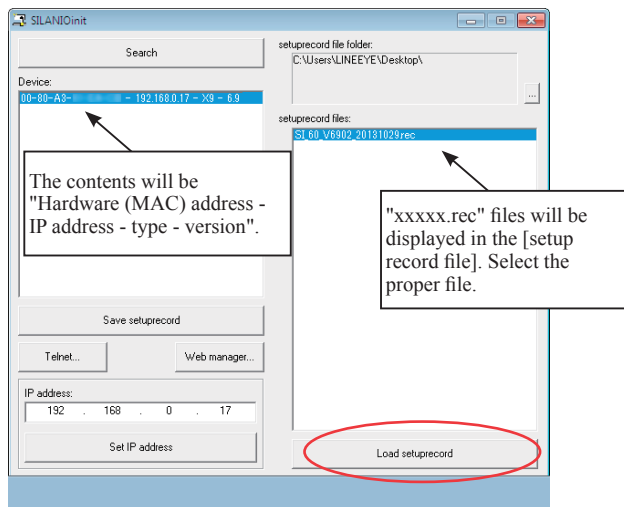 SILANIOinit
Search
Device:
00-80-A3- - 192.168.0.17 - X9 - 6.9
The contents will be
"Hardware (MAC) address -
IP address - type - version".
Save setuprecord
Telnet...
Web manager...
IP address:
192 . 168 . 0 . 17
Set IP address
setuprecord file folder:
C:\Users\LINEEYE\Desktop\
...
setuprecord files:
SI_60_V6902_20131029.rec
"xxxxx.rec" files will be
displayed in the [setup
record file]. Select the
proper file.
Load setuprecord